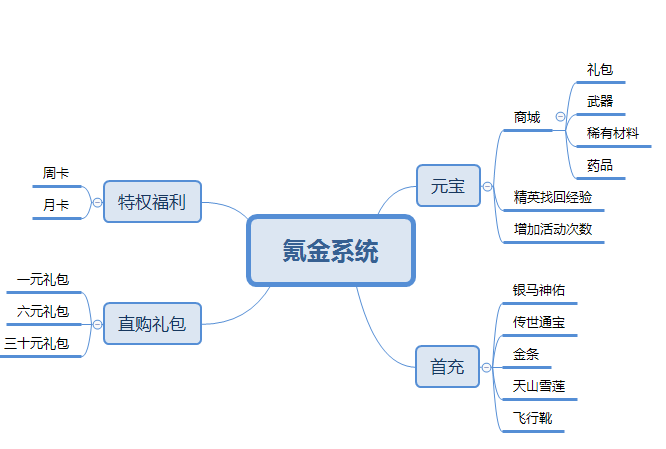 氪金系统
元宝
商城
礼包
武器
稀有材料
药品
精英找回经验
增加活动次数
首充
银马神佑
传世通宝
金条
天山雪莲
飞行靴
特权福利
周卡
月卡
直购礼包
一元礼包
六元礼包
三十元礼包